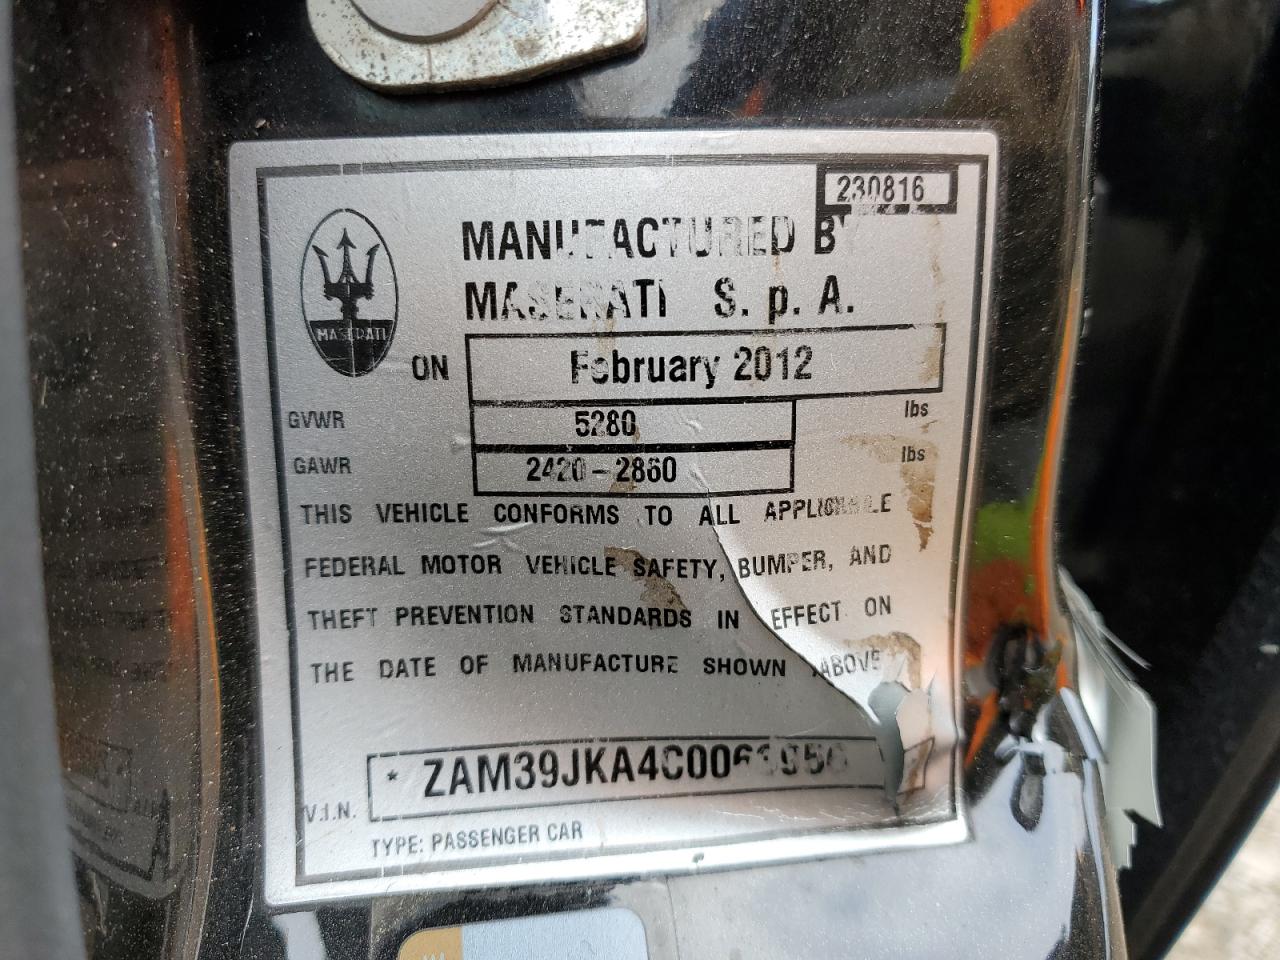 230816
MANUFACTURED BY
MASERATI S. p. A.
MASERATI
ON February 2012
GVWR 5280 lbs
GAWR 2420 - 2860 lbs
THIS VEHICLE CONFORMS TO ALL APPLICABLE
FEDERAL MOTOR VEHICLE SAFETY, BUMPER, AND
THEFT PREVENTION STANDARDS IN EFFECT ON
THE DATE OF MANUFACTURE SHOWN ABOVE
V.I.N. *
TYPE: PASSENGER CAR